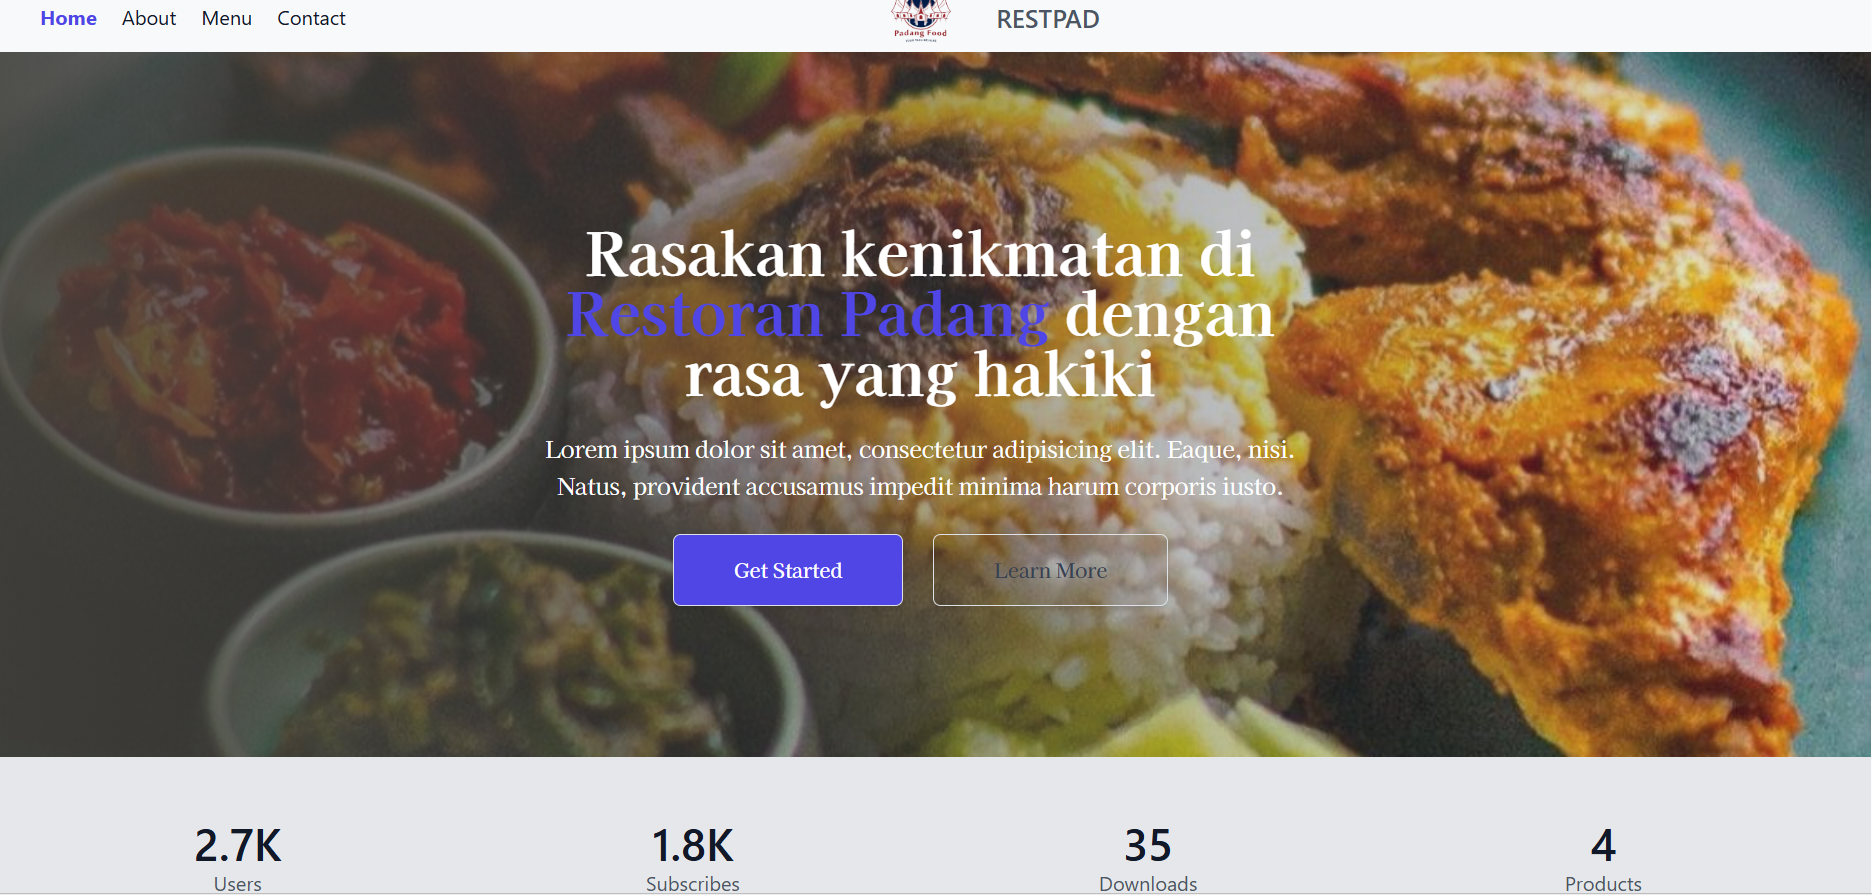 Home About Menu Contact
Padang Food
RESTPAD
Rasakan kenikmatan di
Restoran Padang dengan
rasa yang hakiki
Lorem ipsum dolor sit amet, consectetur adipisicing elit. Eaque, nisi.
Natus, provident accusamus impedit minima harum corporis iusto.
Get Started
Learn More
2.7K
Users
1.8K
Subscribes
35
Downloads
4
Products